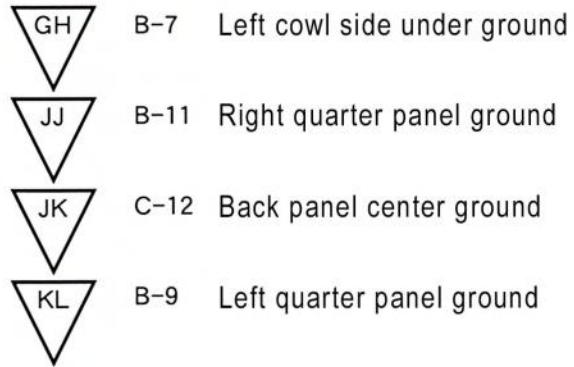 GH B-7 Left cowl side under ground
JJ B-11 Right quarter panel ground
JK C-12 Back panel center ground
KL B-9 Left quarter panel ground